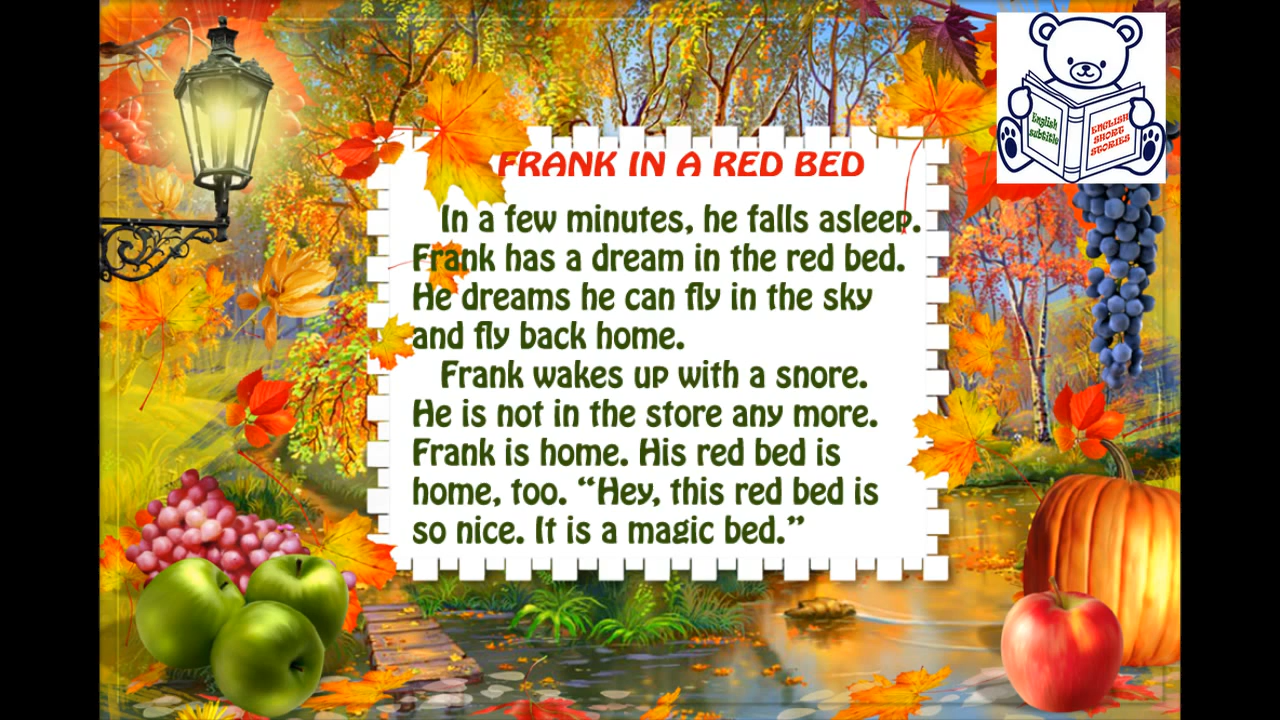 FRANK IN A RED BED
In a few minutes, he falls asleep.
Frank has a dream in the red bed.
He dreams he can fly in the sky
and fly back home.
Frank wakes up with a snore.
He is not in the store any more.
Frank is home. His red bed is
home, too. “Hey, this red bed is
so nice. It is a magic bed.”
English
subtitle
ENGLISH
SHORT
STORIES